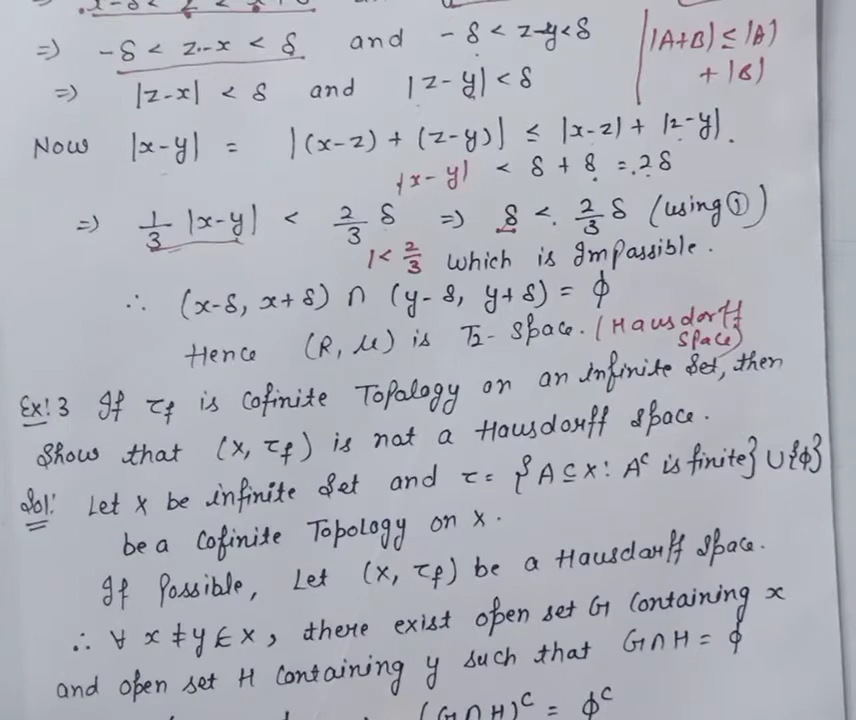 => -δ < z-x < δ and -δ < z-y < δ
|A+B| ≤ |A| + |B|
=> |z-x| < δ and |z-y| < δ
Now |x-y| = |(x-z) + (z-y)| ≤ |x-z| + |z-y|.
|x-y| < δ + δ = 2δ
=> 1/3 |x-y| < 2/3 δ => δ < 2/3 δ (using ①)
1 < 2/3 which is Impassible.
∴ (x-δ, x+δ) ∩ (y-δ, y+δ) = ϕ
Hence (R, μ) is T2- Space. (Hausdorff Space)
Ex: 3 If τf is Cofinite Topology on an infinite set, then
Show that (X, τf) is not a Hausdorff space.
Sol: Let X be infinite set and τ = {A ⊆ X : A^c is finite} ∪ {ϕ}
be a Cofinite Topology on X.
If Possible, Let (X, τf) be a Hausdorff space.
∴ ∀ x ≠ y ∈ X, there exist open set G containing x
and open set H containing y such that G∩H = ϕ
(G∩H)^c = ϕ^c